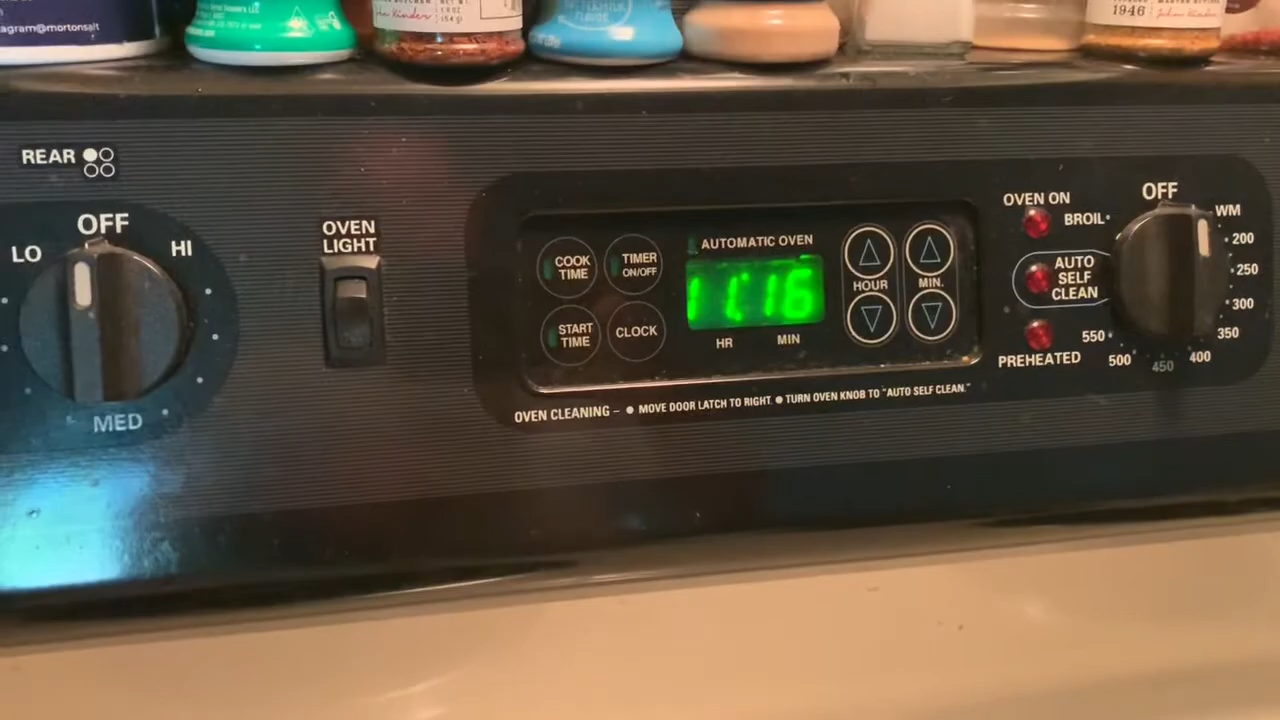 agram@mortonsalt
1946
REAR
OFF
LO
HI
MED
OVEN
LIGHT
COOK
TIME
TIMER
ON/OFF
START
TIME
CLOCK
AUTOMATIC OVEN
11:16
HR
MIN
HOUR
MIN.
OVEN CLEANING – ● MOVE DOOR LATCH TO RIGHT. ● TURN OVEN KNOB TO "AUTO SELF CLEAN."
OVEN ON
AUTO
SELF
CLEAN
PREHEATED
OFF
BROIL
WM
200
250
300
350
400
450
500
550